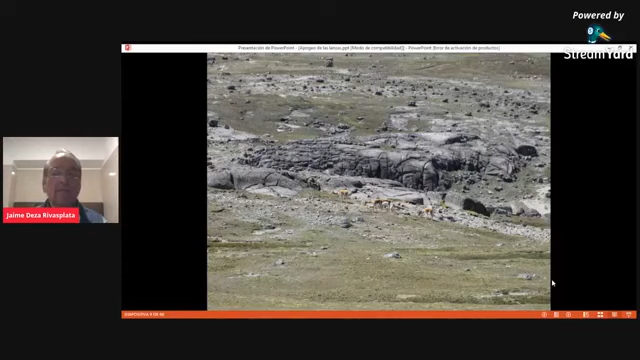 Powered by
StreamYard
Presentación de PowerPoint - [Apogeo de las lanzas.ppt [Modo de compatibilidad]] - PowerPoint (Error de activación de productos)
Jaime Deza Rivasplata